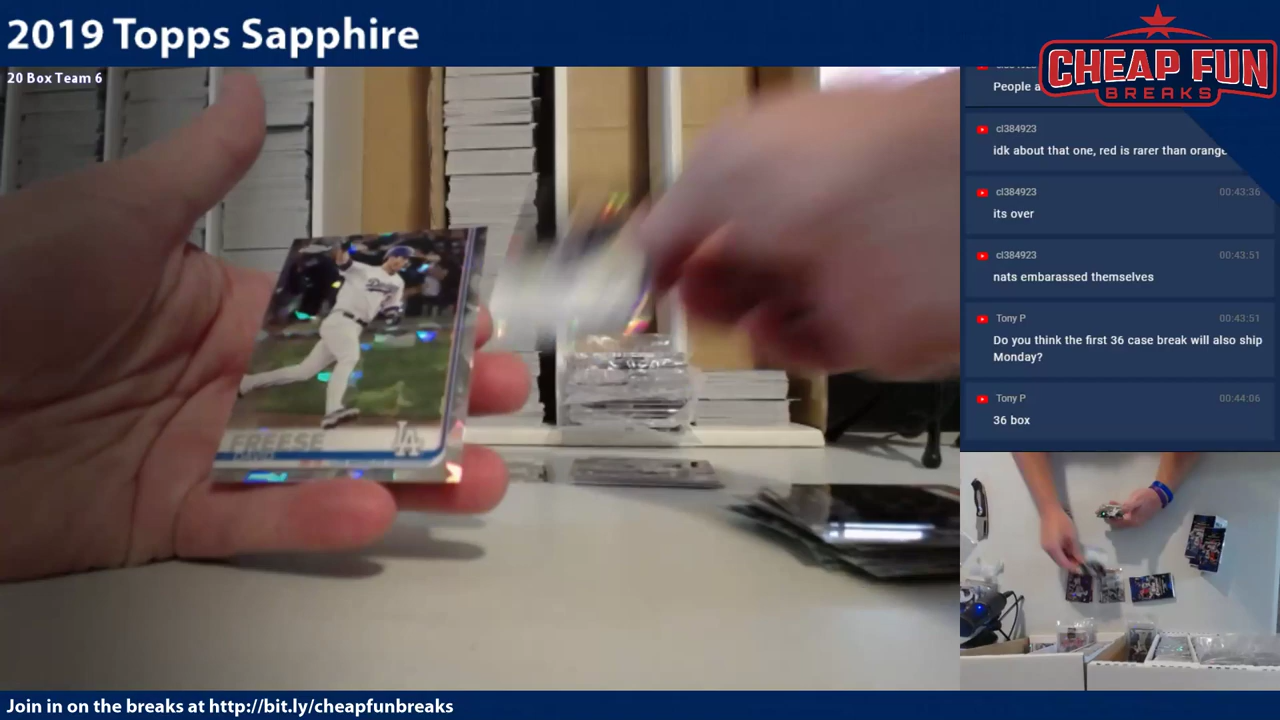 2019 Topps Sapphire
20 Box Team 6
CHEAP FUN
BREAKS
People a
cl384923
idk about that one, red is rarer than orange
cl384923
00:43:36
its over
cl384923
00:43:51
nats embarassed themselves
Tony P
00:43:51
Do you think the first 36 case break will also ship
Monday?
Tony P
00:44:06
36 box
FREESE
LA
Join in on the breaks at http://bit.ly/cheapfunbreaks